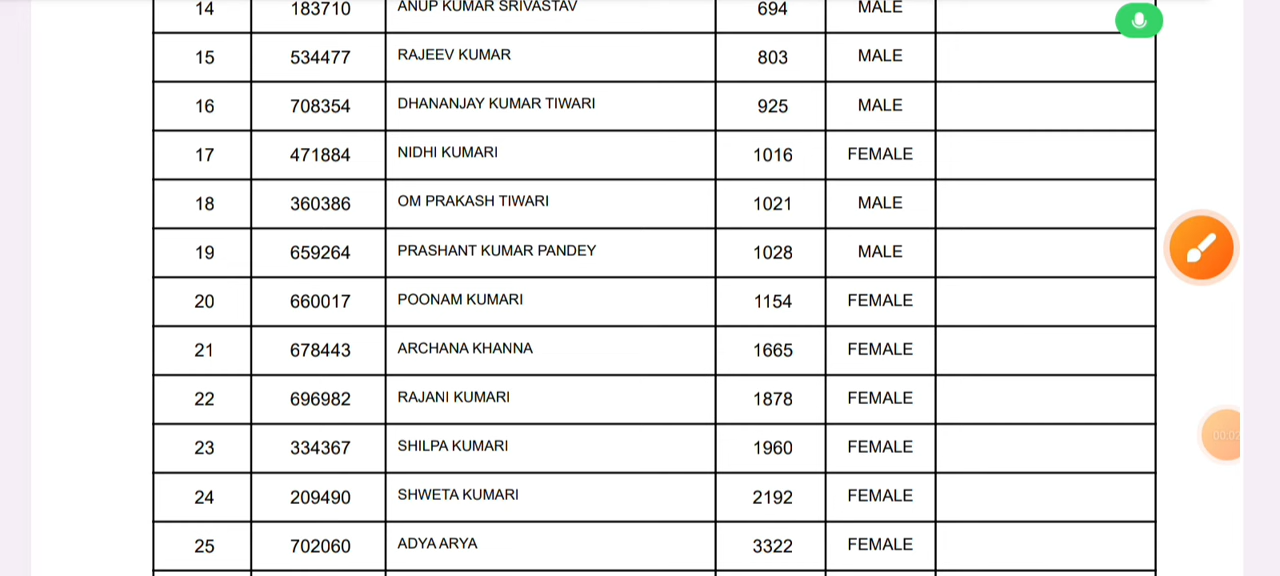 14 183710 ANUP KUMAR SRIVASTAV 694 MALE
15 534477 RAJEEV KUMAR 803 MALE
16 708354 DHANANJAY KUMAR TIWARI 925 MALE
17 471884 NIDHI KUMARI 1016 FEMALE
18 360386 OM PRAKASH TIWARI 1021 MALE
19 659264 PRASHANT KUMAR PANDEY 1028 MALE
20 660017 POONAM KUMARI 1154 FEMALE
21 678443 ARCHANA KHANNA 1665 FEMALE
22 696982 RAJANI KUMARI 1878 FEMALE
23 334367 SHILPA KUMARI 1960 FEMALE
00:02
24 209490 SHWETA KUMARI 2192 FEMALE
25 702060 ADYA ARYA 3322 FEMALE